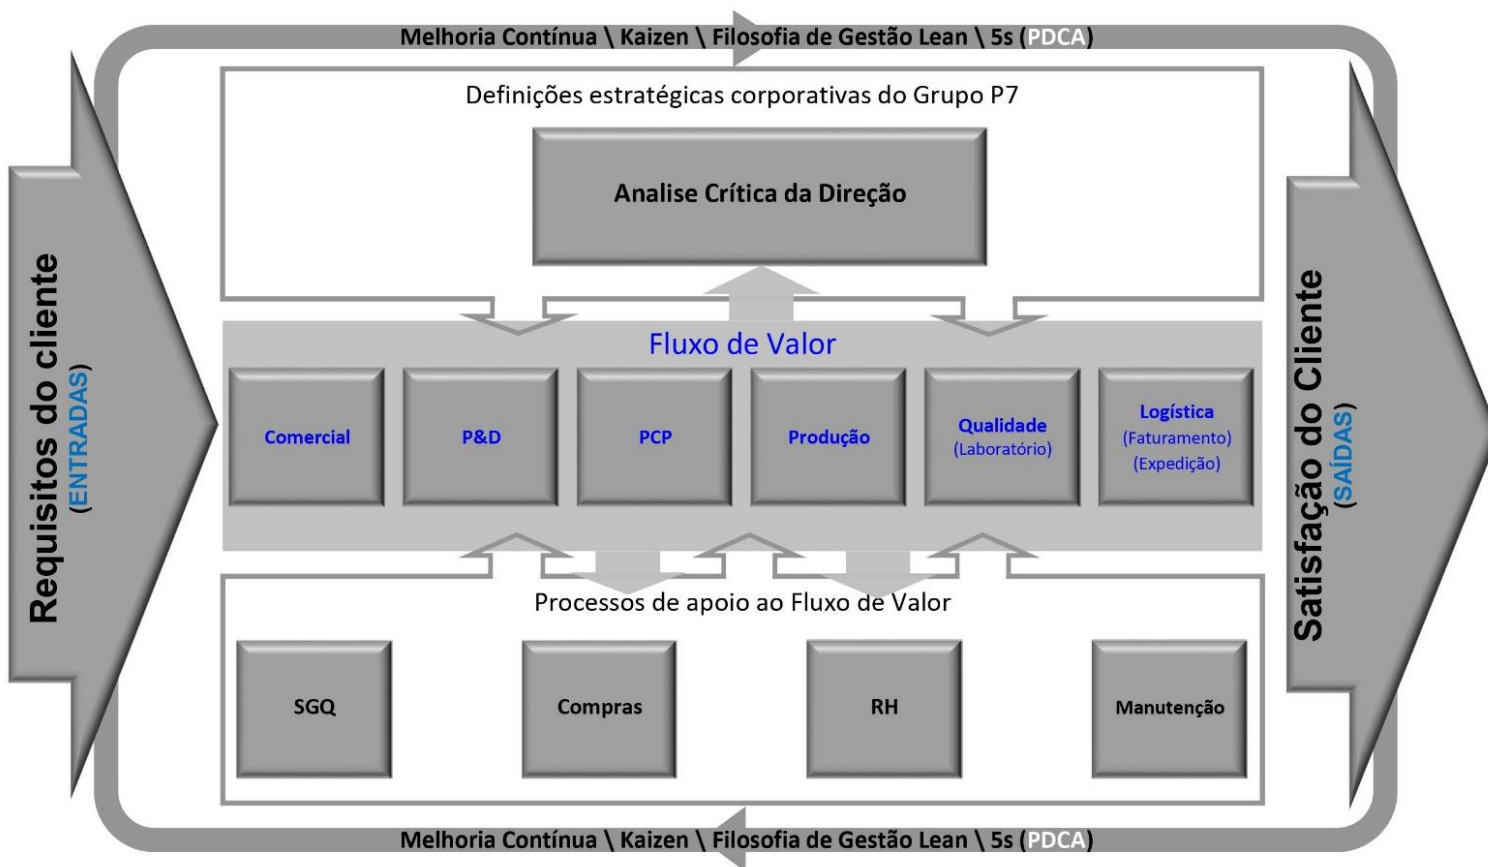 Melhoria Contínua \ Kaizen \ Filosofia de Gestão Lean \ 5s (PDCA)
Definições estratégicas corporativas do Grupo P7
Analise Crítica da Direção
Requisitos do cliente
(ENTRADAS)
Fluxo de Valor
Comercial
P&D
PCP
Produção
Qualidade
(Laboratório)
Logística
(Faturamento)
(Expedição)
Satisfação do Cliente
(SAÍDAS)
Processos de apoio ao Fluxo de Valor
SGQ
Compras
RH
Manutenção
Melhoria Contínua \ Kaizen \ Filosofia de Gestão Lean \ 5s (PDCA)